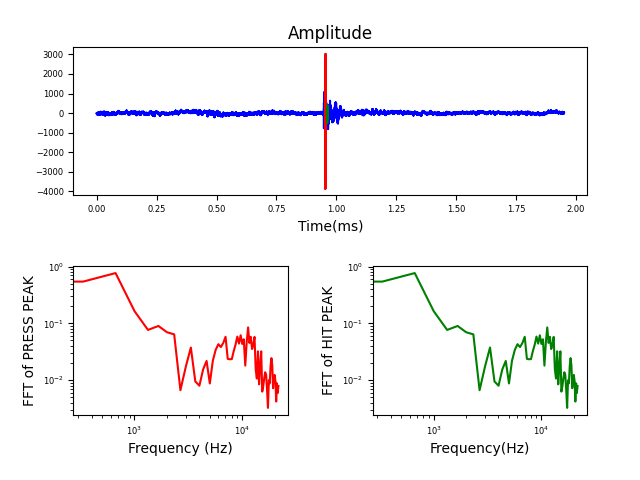 Amplitude
3000
2000
1000
0
−1000
−2000
−3000
−4000
0.00 0.25 0.50 0.75 1.00 1.25 1.50 1.75 2.00
Time(ms)
FFT of PRESS PEAK
10⁰
10⁻¹
10⁻²
10³ 10⁴
Frequency (Hz)
FFT of HIT PEAK
10⁰
10⁻¹
10⁻²
10³ 10⁴
Frequency(Hz)